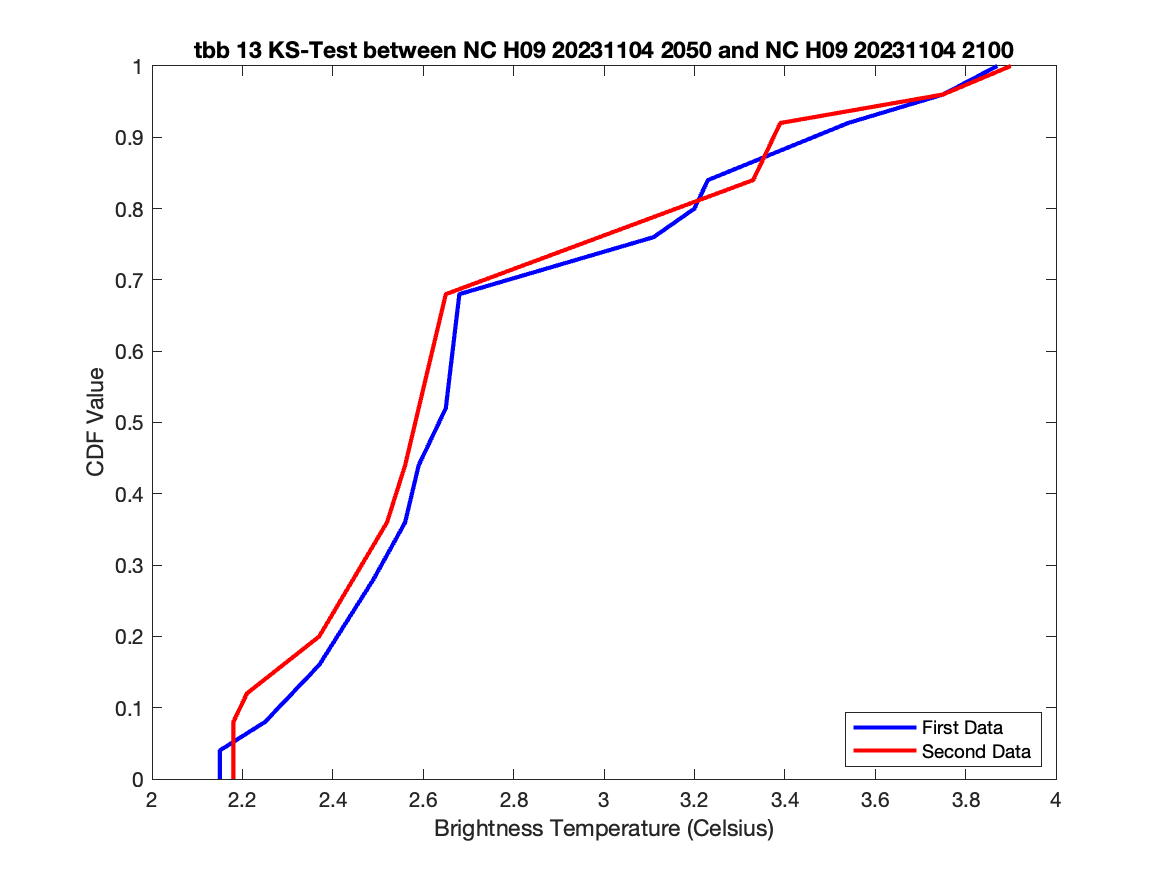 tbb 13 KS-Test between NC H09 20231104 2050 and NC H09 20231104 2100
1
0.9
0.8
0.7
0.6
0.5
0.4
0.3
0.2
0.1
0
CDF Value
First Data
Second Data
2 2.2 2.4 2.6 2.8 3 3.2 3.4 3.6 3.8 4
Brightness Temperature (Celsius)